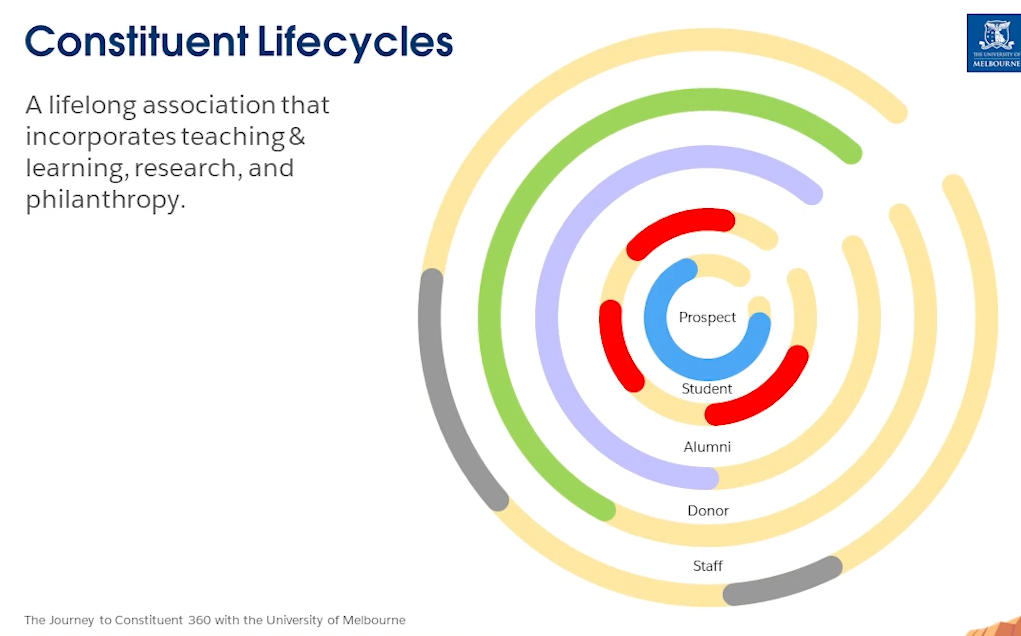 Constituent Lifecycles
A lifelong association that
incorporates teaching &
learning, research, and
philanthropy.
THE UNIVERSITY OF
MELBOURNE
Prospect
Student
Alumni
Donor
Staff
The Journey to Constituent 360 with the University of Melbourne